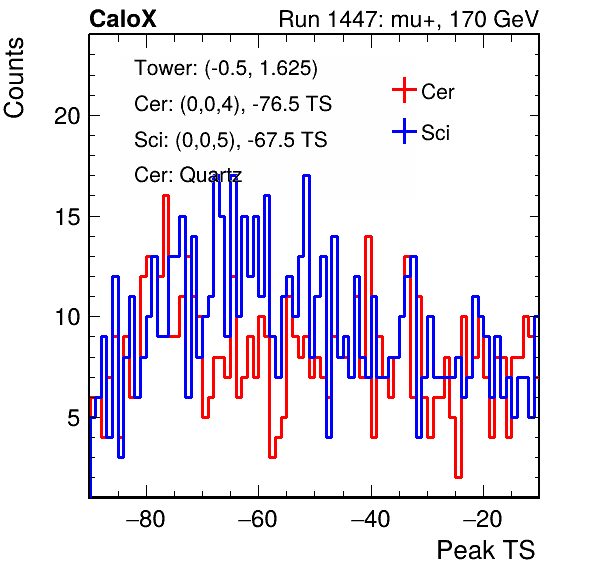 CaloX Run 1447: mu+, 170 GeV
Counts
Tower: (-0.5, 1.625)
Cer: (0,0,4), -76.5 TS
Sci: (0,0,5), -67.5 TS
Cer: Quartz
Cer
Sci
20
15
10
5
−80 −60 −40 −20
Peak TS